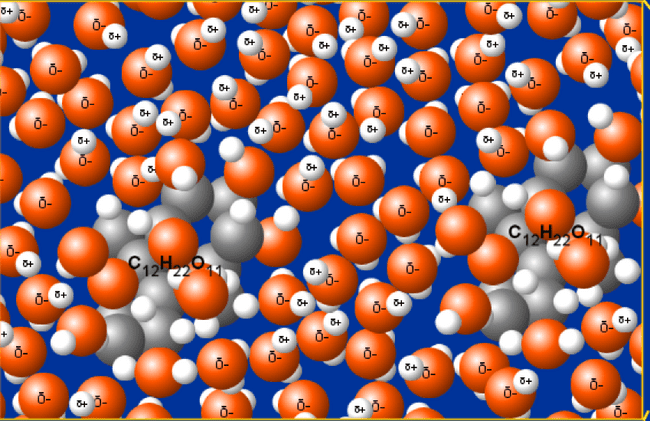 δ+ Ō- Ō- δ+ δ+ Ō- δ+ Ō- δ+ Ō- Ō- δ+ Ō- Ō-
δ+ Ō- δ+ Ō- δ+ Ō- δ+ Ō- δ+ Ō- Ō- δ+
Ō- Ō- δ+ Ō- δ+ Ō- δ+ Ō- Ō- Ō- δ+
Ō- Ō- δ+ δ+ Ō- δ+ Ō- Ō- δ+ δ+ Ō- Ō-
δ+ Ō- Ō- δ+ δ+ Ō- Ō- Ō- δ+
Ō- Ō- Ō-
C12H22O11
C12H22O11
Ō- δ+ δ+ Ō- Ō-
Ō- δ+ Ō- δ+ Ō- δ+
δ+ Ō- δ+ Ō- δ+ Ō- Ō- δ+
Ō- Ō- Ō- δ+ Ō- Ō-
Ō- δ+ Ō- Ō- Ō- δ+ Ō- Ō- δ+ Ō- Ō-